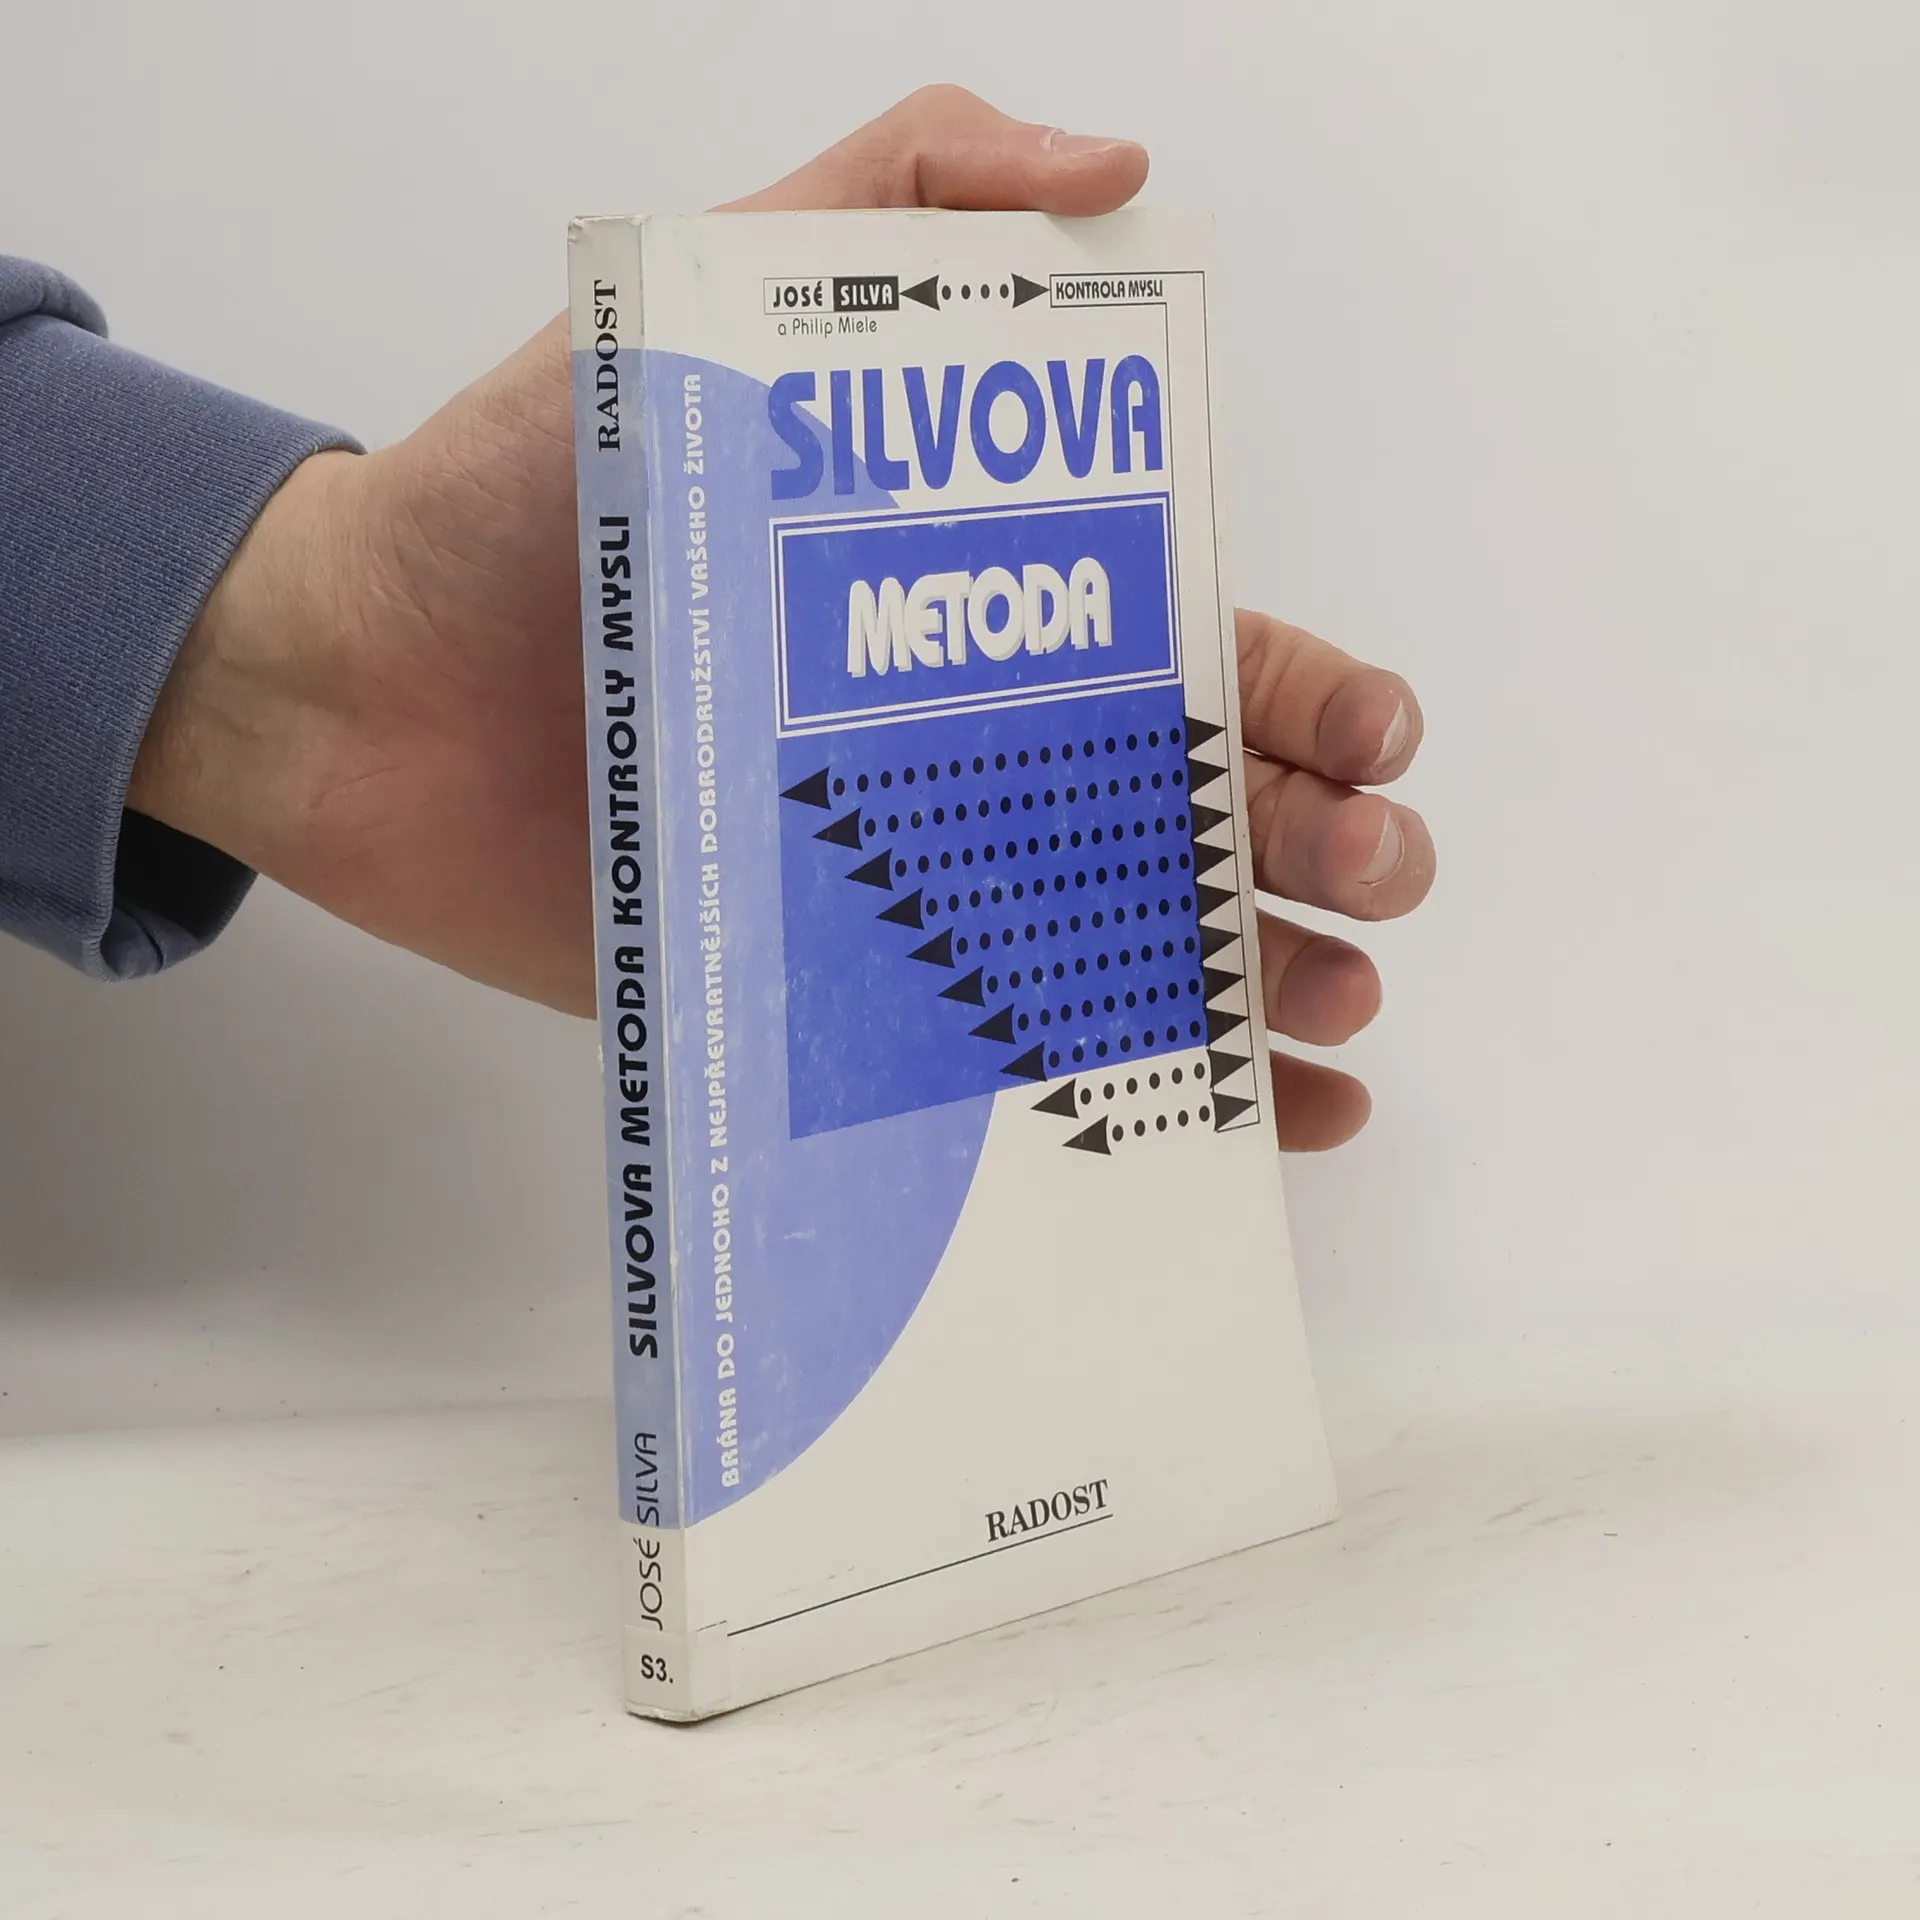 RADOST
SILVOVA METODA KONTROLY MYSLI
JOSÉ SILVA
S3.
JOSÉ SILVA
KONTROLA MYSLI
a Philip Miele
SILVOVA
METODA
BRÁNA DO JEDNOHO Z NEJPŘEVRATNĚJŠÍCH DOBRODRUŽSTVÍ VAŠEHO ŽIVOTA
RADOST